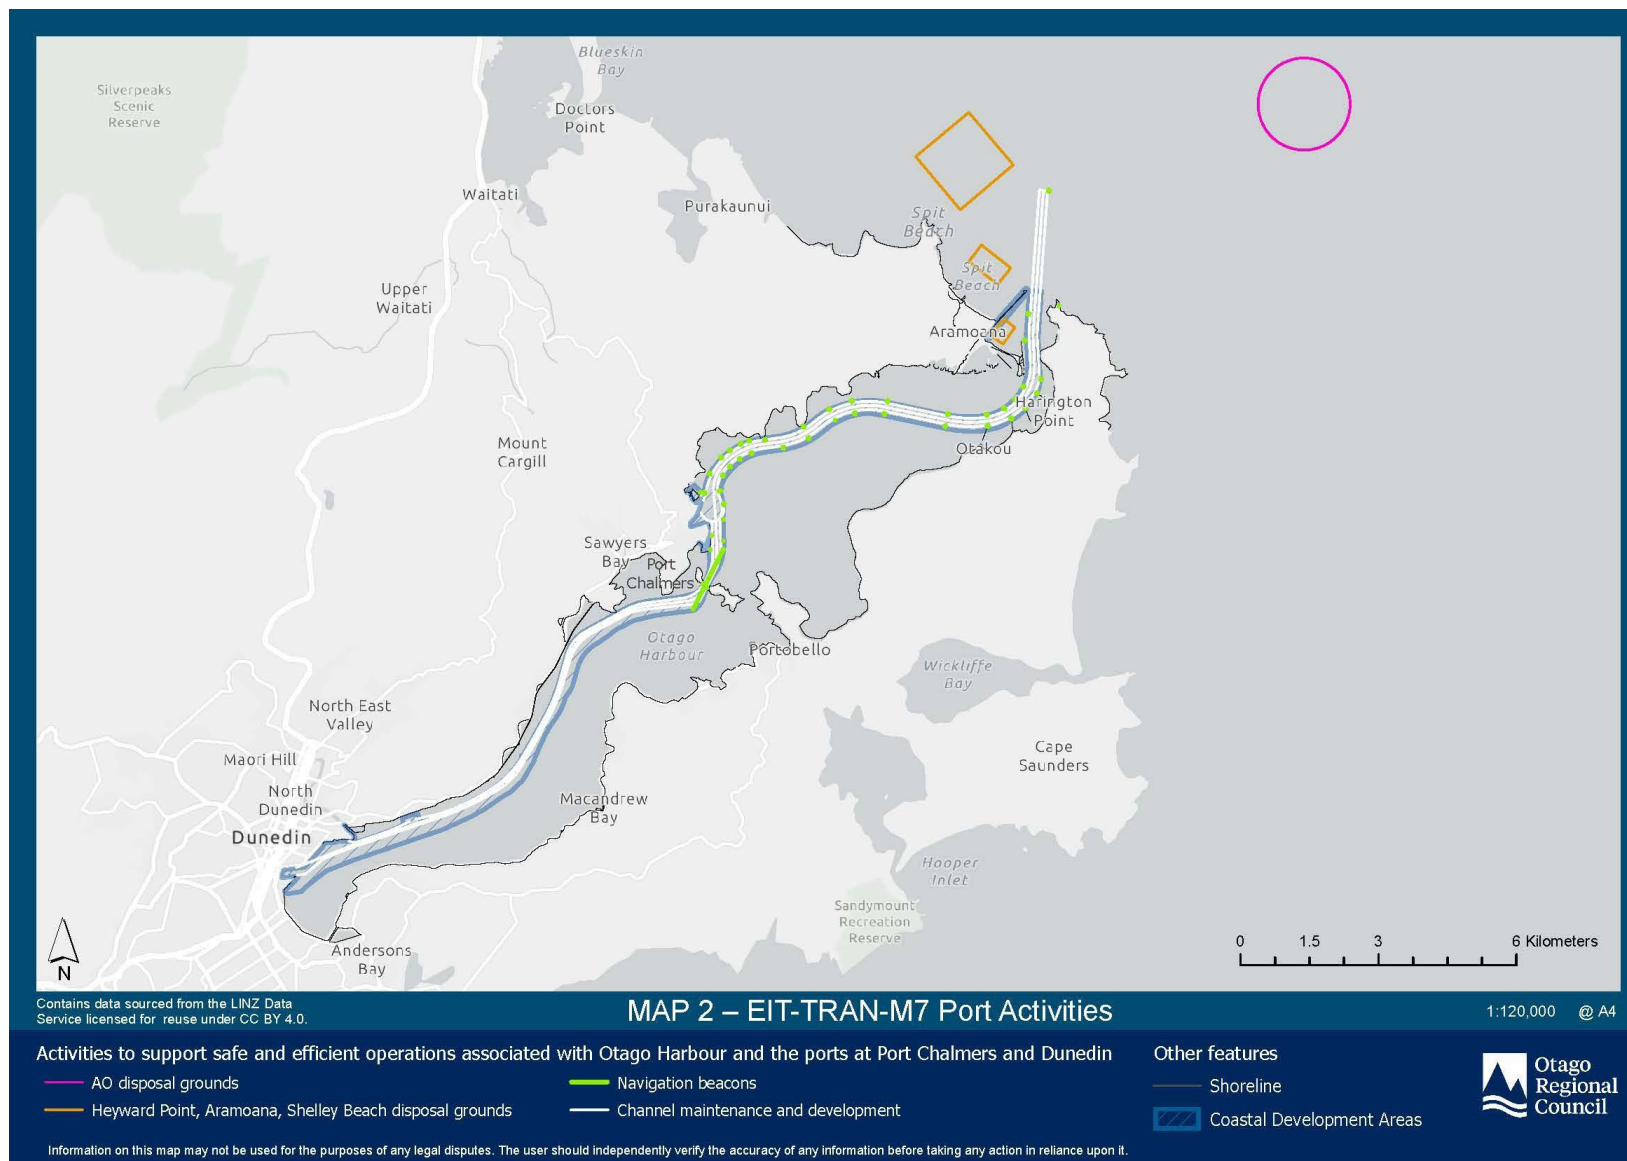 Blueskin
Bay
Silverpeaks
Scenic
Reserve
Doctors
Point
Waitati
Purakaunui
Spit
Beach
Spit
Beach
Upper
Waitati
Aramoana
Harington
Point
Otakou
Mount
Cargill
Sawyers
Bay
Port
Chalmers
Otago
Harbour
Portobello
Wickliffe
Bay
North East
Valley
Maori Hill
Cape
Saunders
North
Dunedin
Macandrew
Bay
Dunedin
Hooper
Inlet
Sandymount
Recreation
Reserve
Andersons
Bay
N
0 1.5 3 6 Kilometers
Contains data sourced from the LINZ Data
Service licensed for reuse under CC BY 4.0.
MAP 2 – EIT-TRAN-M7 Port Activities
1:120,000 @ A4
Activities to support safe and efficient operations associated with Otago Harbour and the ports at Port Chalmers and Dunedin
AO disposal grounds
Heyward Point, Aramoana, Shelley Beach disposal grounds
Navigation beacons
Channel maintenance and development
Other features
Shoreline
Coastal Development Areas
Otago
Regional
Council
Information on this map may not be used for the purposes of any legal disputes. The user should independently verify the accuracy of any information before taking any action in reliance upon it.